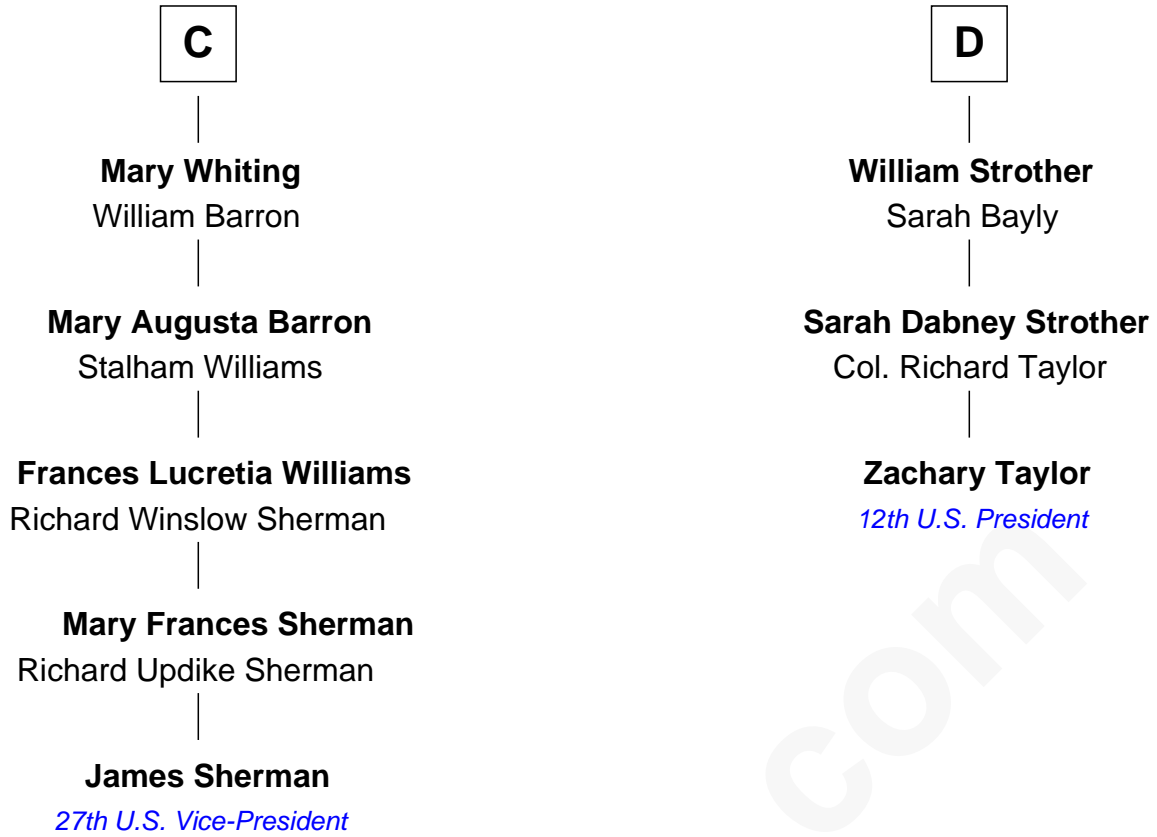 C
Mary Whiting
William Barron
Mary Augusta Barron
Stalham Williams
Frances Lucretia Williams
Richard Winslow Sherman
Mary Frances Sherman
Richard Updike Sherman
James Sherman
27th U.S. Vice-President
D
William Strother
Sarah Bayly
Sarah Dabney Strother
Col. Richard Taylor
Zachary Taylor
12th U.S. President
com